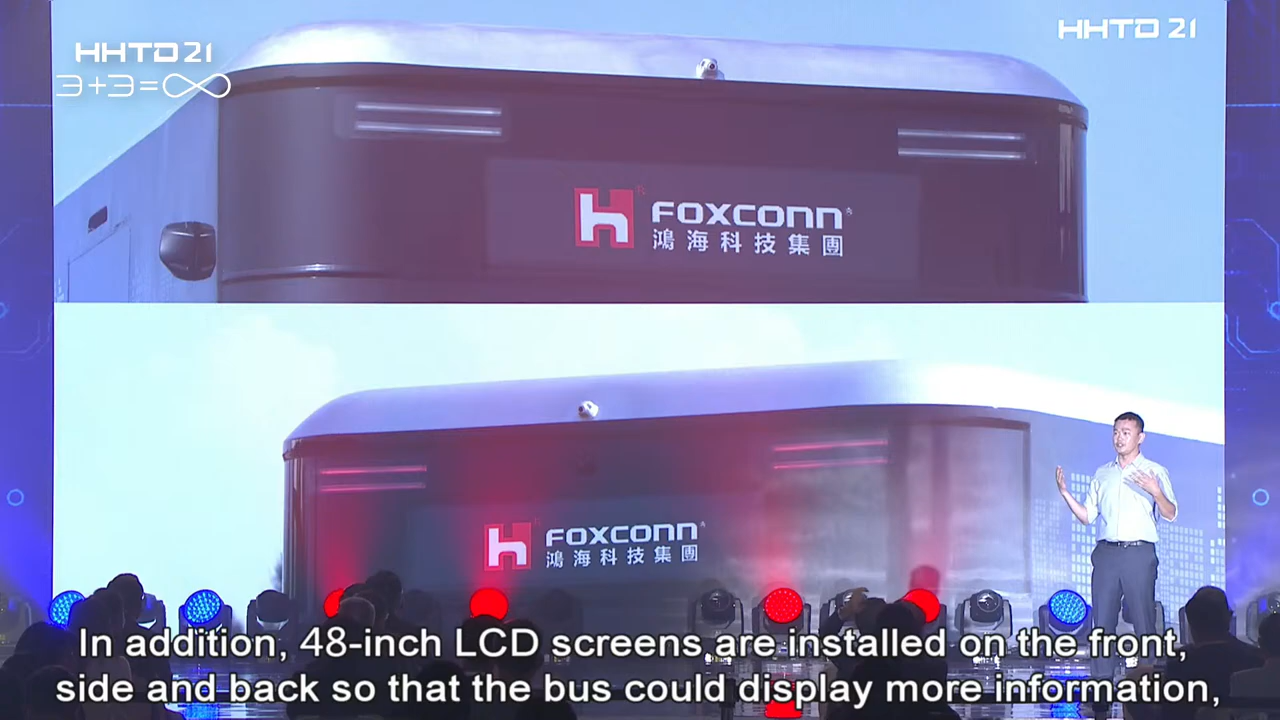 HHTD 21
3+3=∞
HHTD 21
FOXCONN
鴻海科技集團
FOXCONN
鴻海科技集團
In addition, 48-inch LCD screens are installed on the front,
side and back so that the bus could display more information,